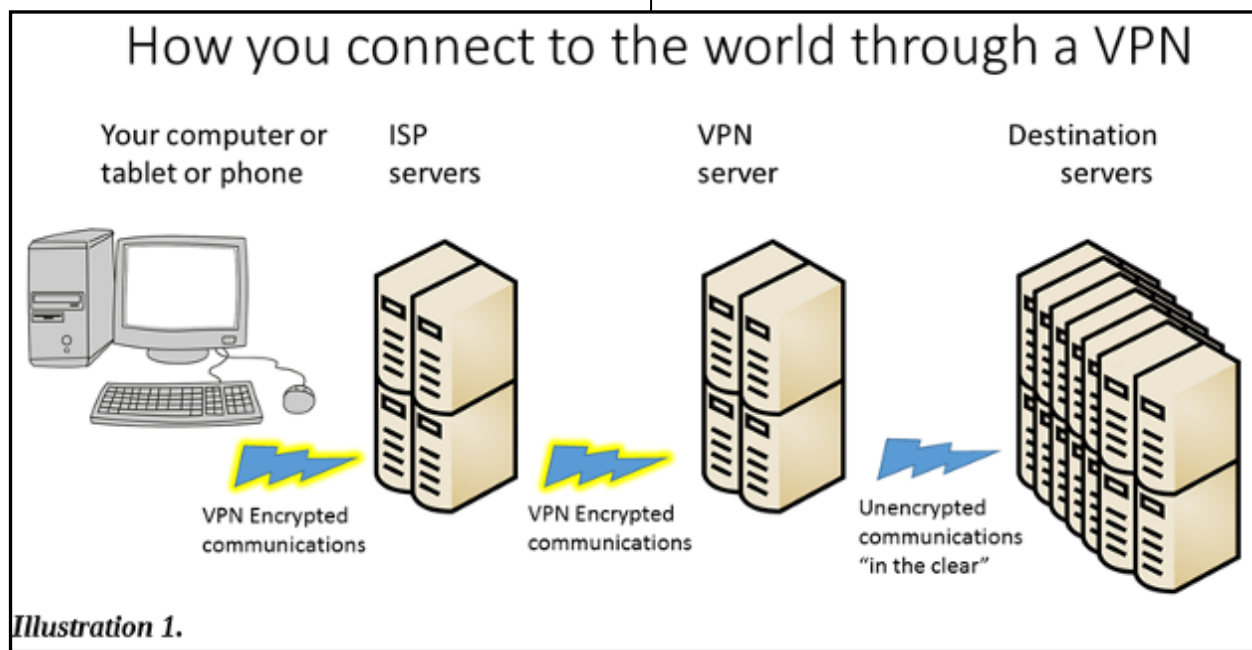 How you connect to the world through a VPN
Your computer or
tablet or phone
ISP
servers
VPN
server
Destination
servers
VPN Encrypted
communications
VPN Encrypted
communications
Unencrypted
communications
“in the clear”
Illustration 1.